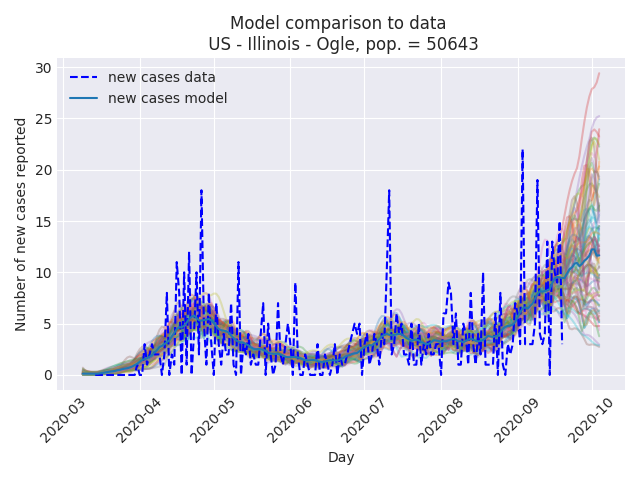 Model comparison to data
US - Illinois - Ogle, pop. = 50643
new cases data
new cases model
Number of new cases reported
30
25
20
15
10
5
0
2020-03
2020-04
2020-05
2020-06
2020-07
2020-08
2020-09
2020-10
Day